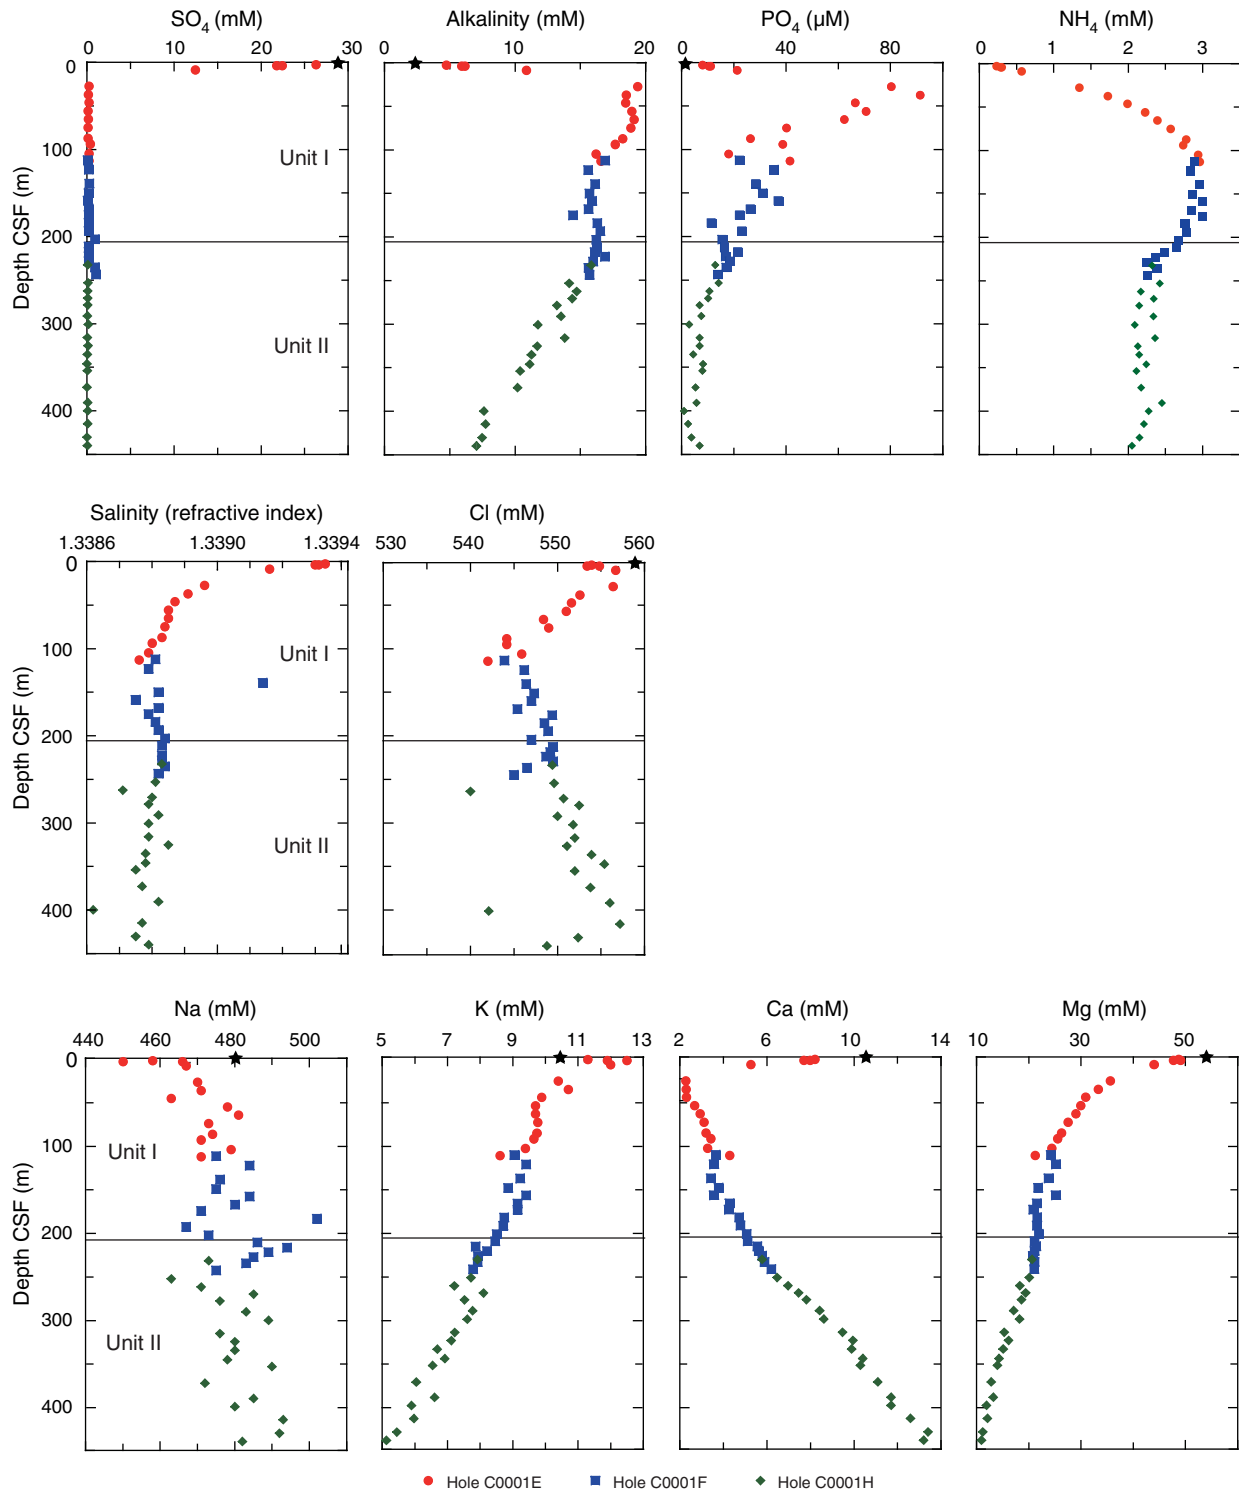 SO4 (mM) Alkalinity (mM) PO4 (µM) NH4 (mM)
0 10 20 30 0 10 20 0 40 80 0 1 2 3
0
100
200
300
400
Depth CSF (m)
Unit I
Unit II
Salinity (refractive index) Cl (mM)
1.3386 1.3390 1.3394 530 540 550 560
0
100
200
300
400
Depth CSF (m)
Unit I
Unit II
Na (mM) K (mM) Ca (mM) Mg (mM)
440 460 480 500 5 7 9 11 13 2 6 10 14 10 30 50
0
100
200
300
400
Depth CSF (m)
Unit I
Unit II
Hole C0001E Hole C0001F Hole C0001H